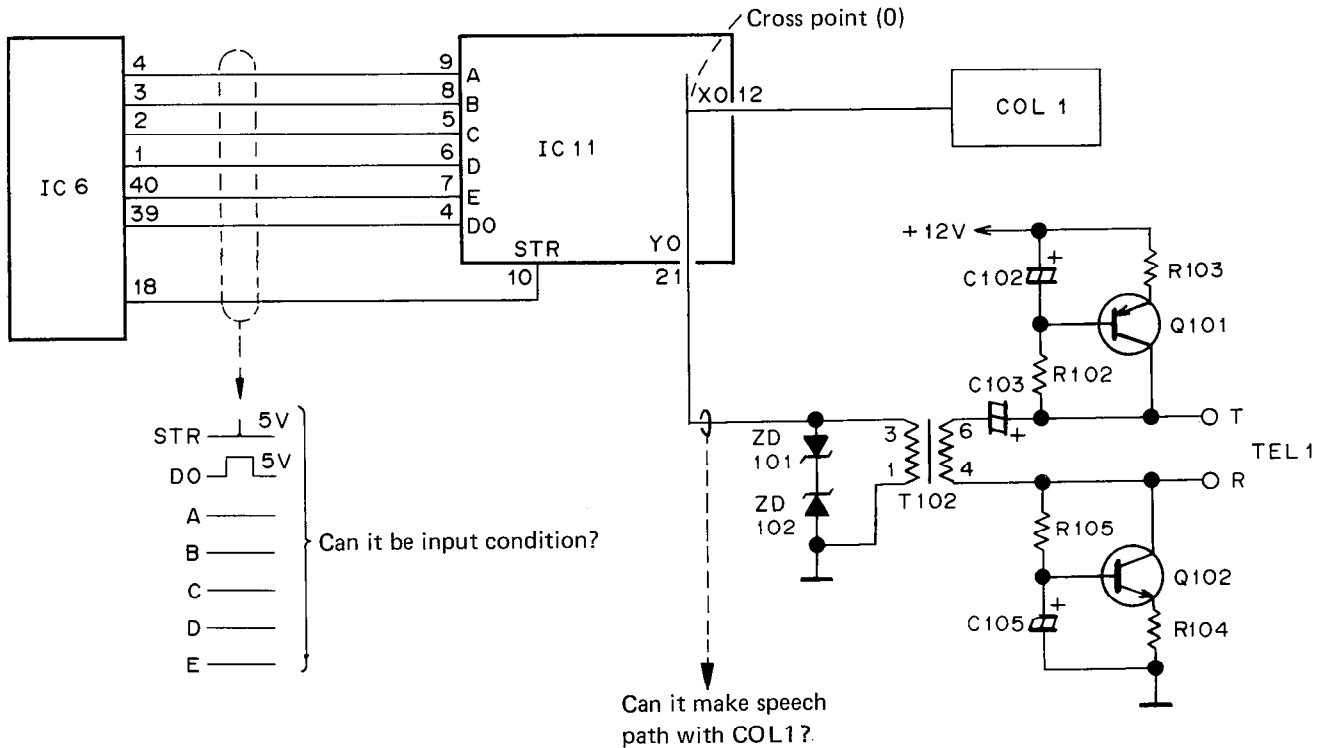 Cross point (0)
IC 6
4
3
2
1
40
39
18
9
8
5
6
7
4
10
A
B
C
D
E
DO
STR
IC 11
XO 12
YO
21
COL 1
+12V
C102
+
R103
Q101
R102
C103
+
T
TEL 1
R
3
1
6
4
T102
ZD
101
ZD
102
R105
Q102
C105
+
R104
STR
5V
DO
5V
A
B
C
D
E
Can it be input condition?
Can it make speech
path with COL1?